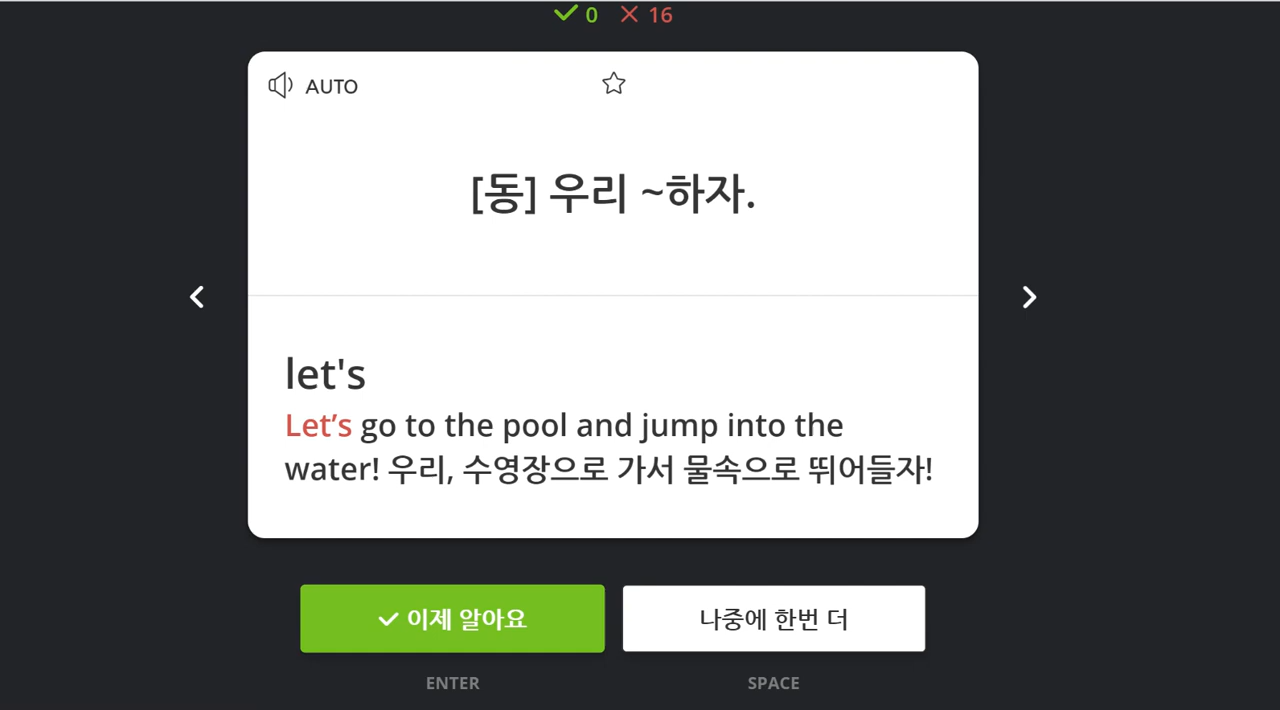 ✓ 0 ✕ 16
AUTO
[동] 우리 ~하자.
let's
Let’s go to the pool and jump into the
water! 우리, 수영장으로 가서 물속으로 뛰어들자!
✓ 이제 알아요
나중에 한번 더
ENTER
SPACE